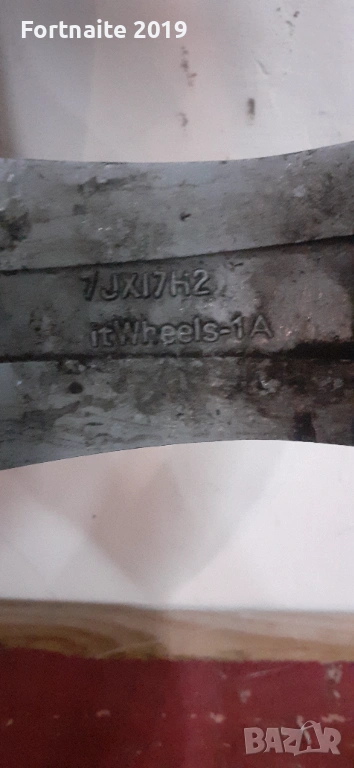 Fortnaite 2019
7JX17H2
itWheels-1A
BAZAR